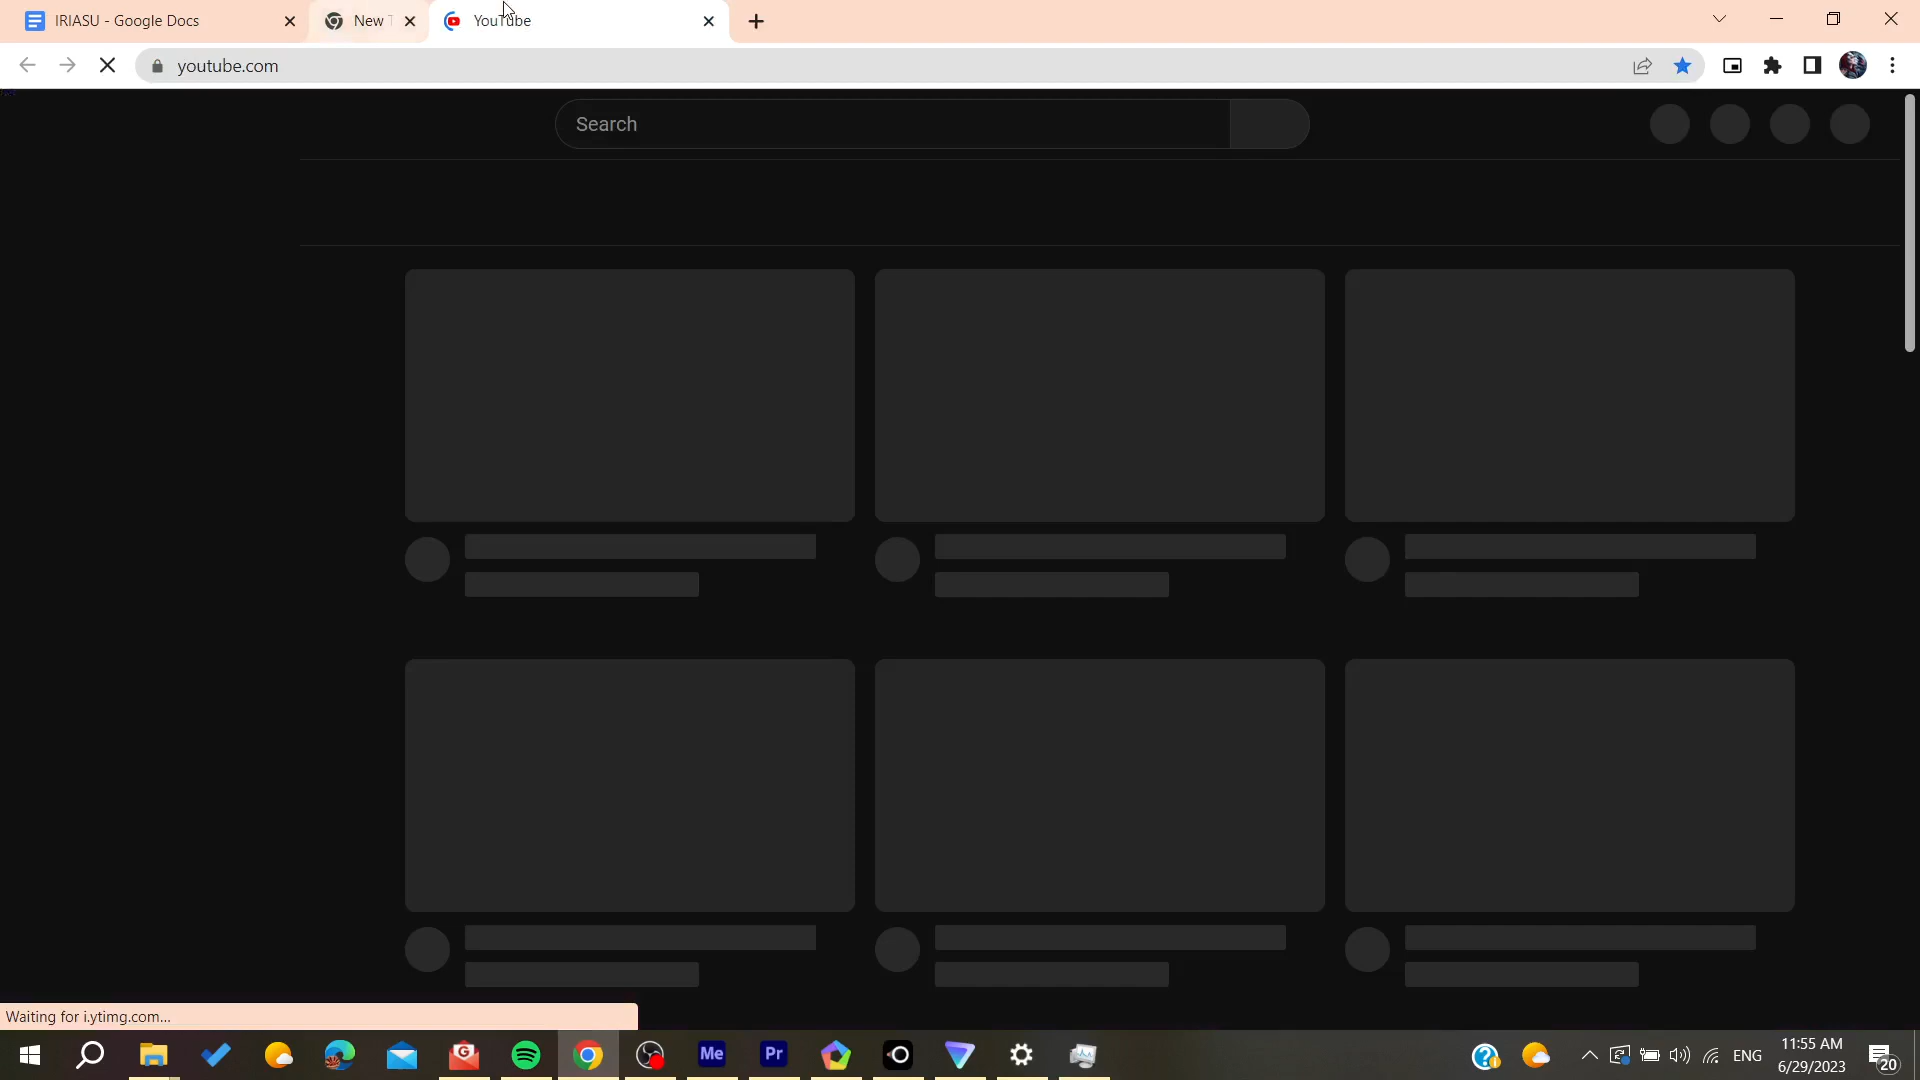 IRIASU - Google Docs
New T
YouTube
youtube.com
Search
Waiting for i.ytimg.com...
Me
Pr
ENG
11:55 AM
6/29/2023
20